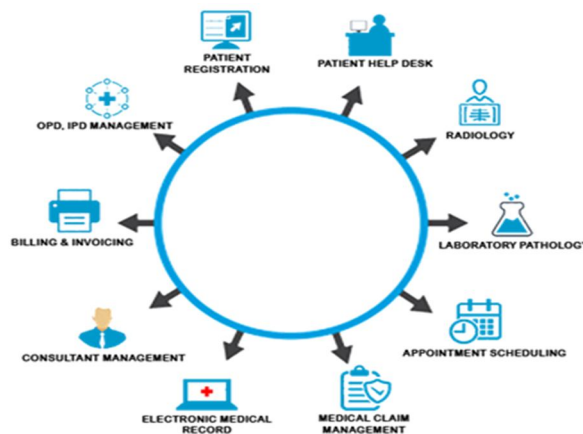 PATIENT
REGISTRATION
PATIENT HELP DESK
OPD, IPD MANAGEMENT
RADIOLOGY
BILLING & INVOICING
LABORATORY PATHOLOGY
CONSULTANT MANAGEMENT
APPOINTMENT SCHEDULING
ELECTRONIC MEDICAL
RECORD
MEDICAL CLAIM
MANAGEMENT